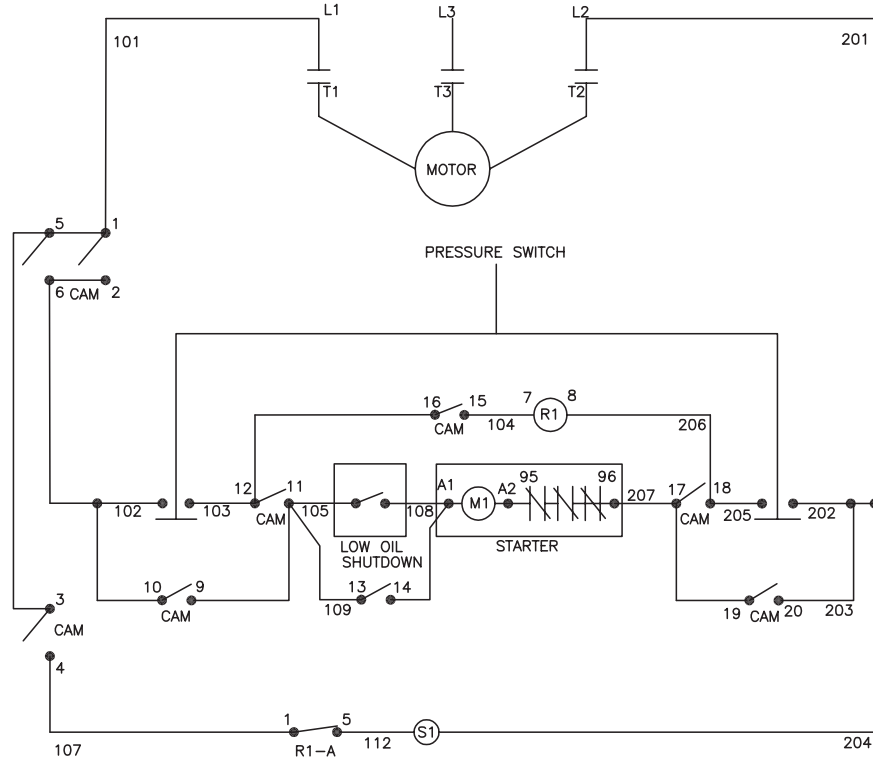 L1
L3
L2
101
201
T1
T3
T2
MOTOR
5
1
PRESSURE SWITCH
6
CAM
2
16
15
7
R1
8
CAM
104
206
12
11
A1
M1
A2
95
96
207
17
18
102
103
CAM
105
108
CAM
205
202
LOW OIL
SHUTDOWN
STARTER
10
9
13
14
3
CAM
109
19
CAM
20
203
CAM
4
1
5
S1
107
R1-A
112
204